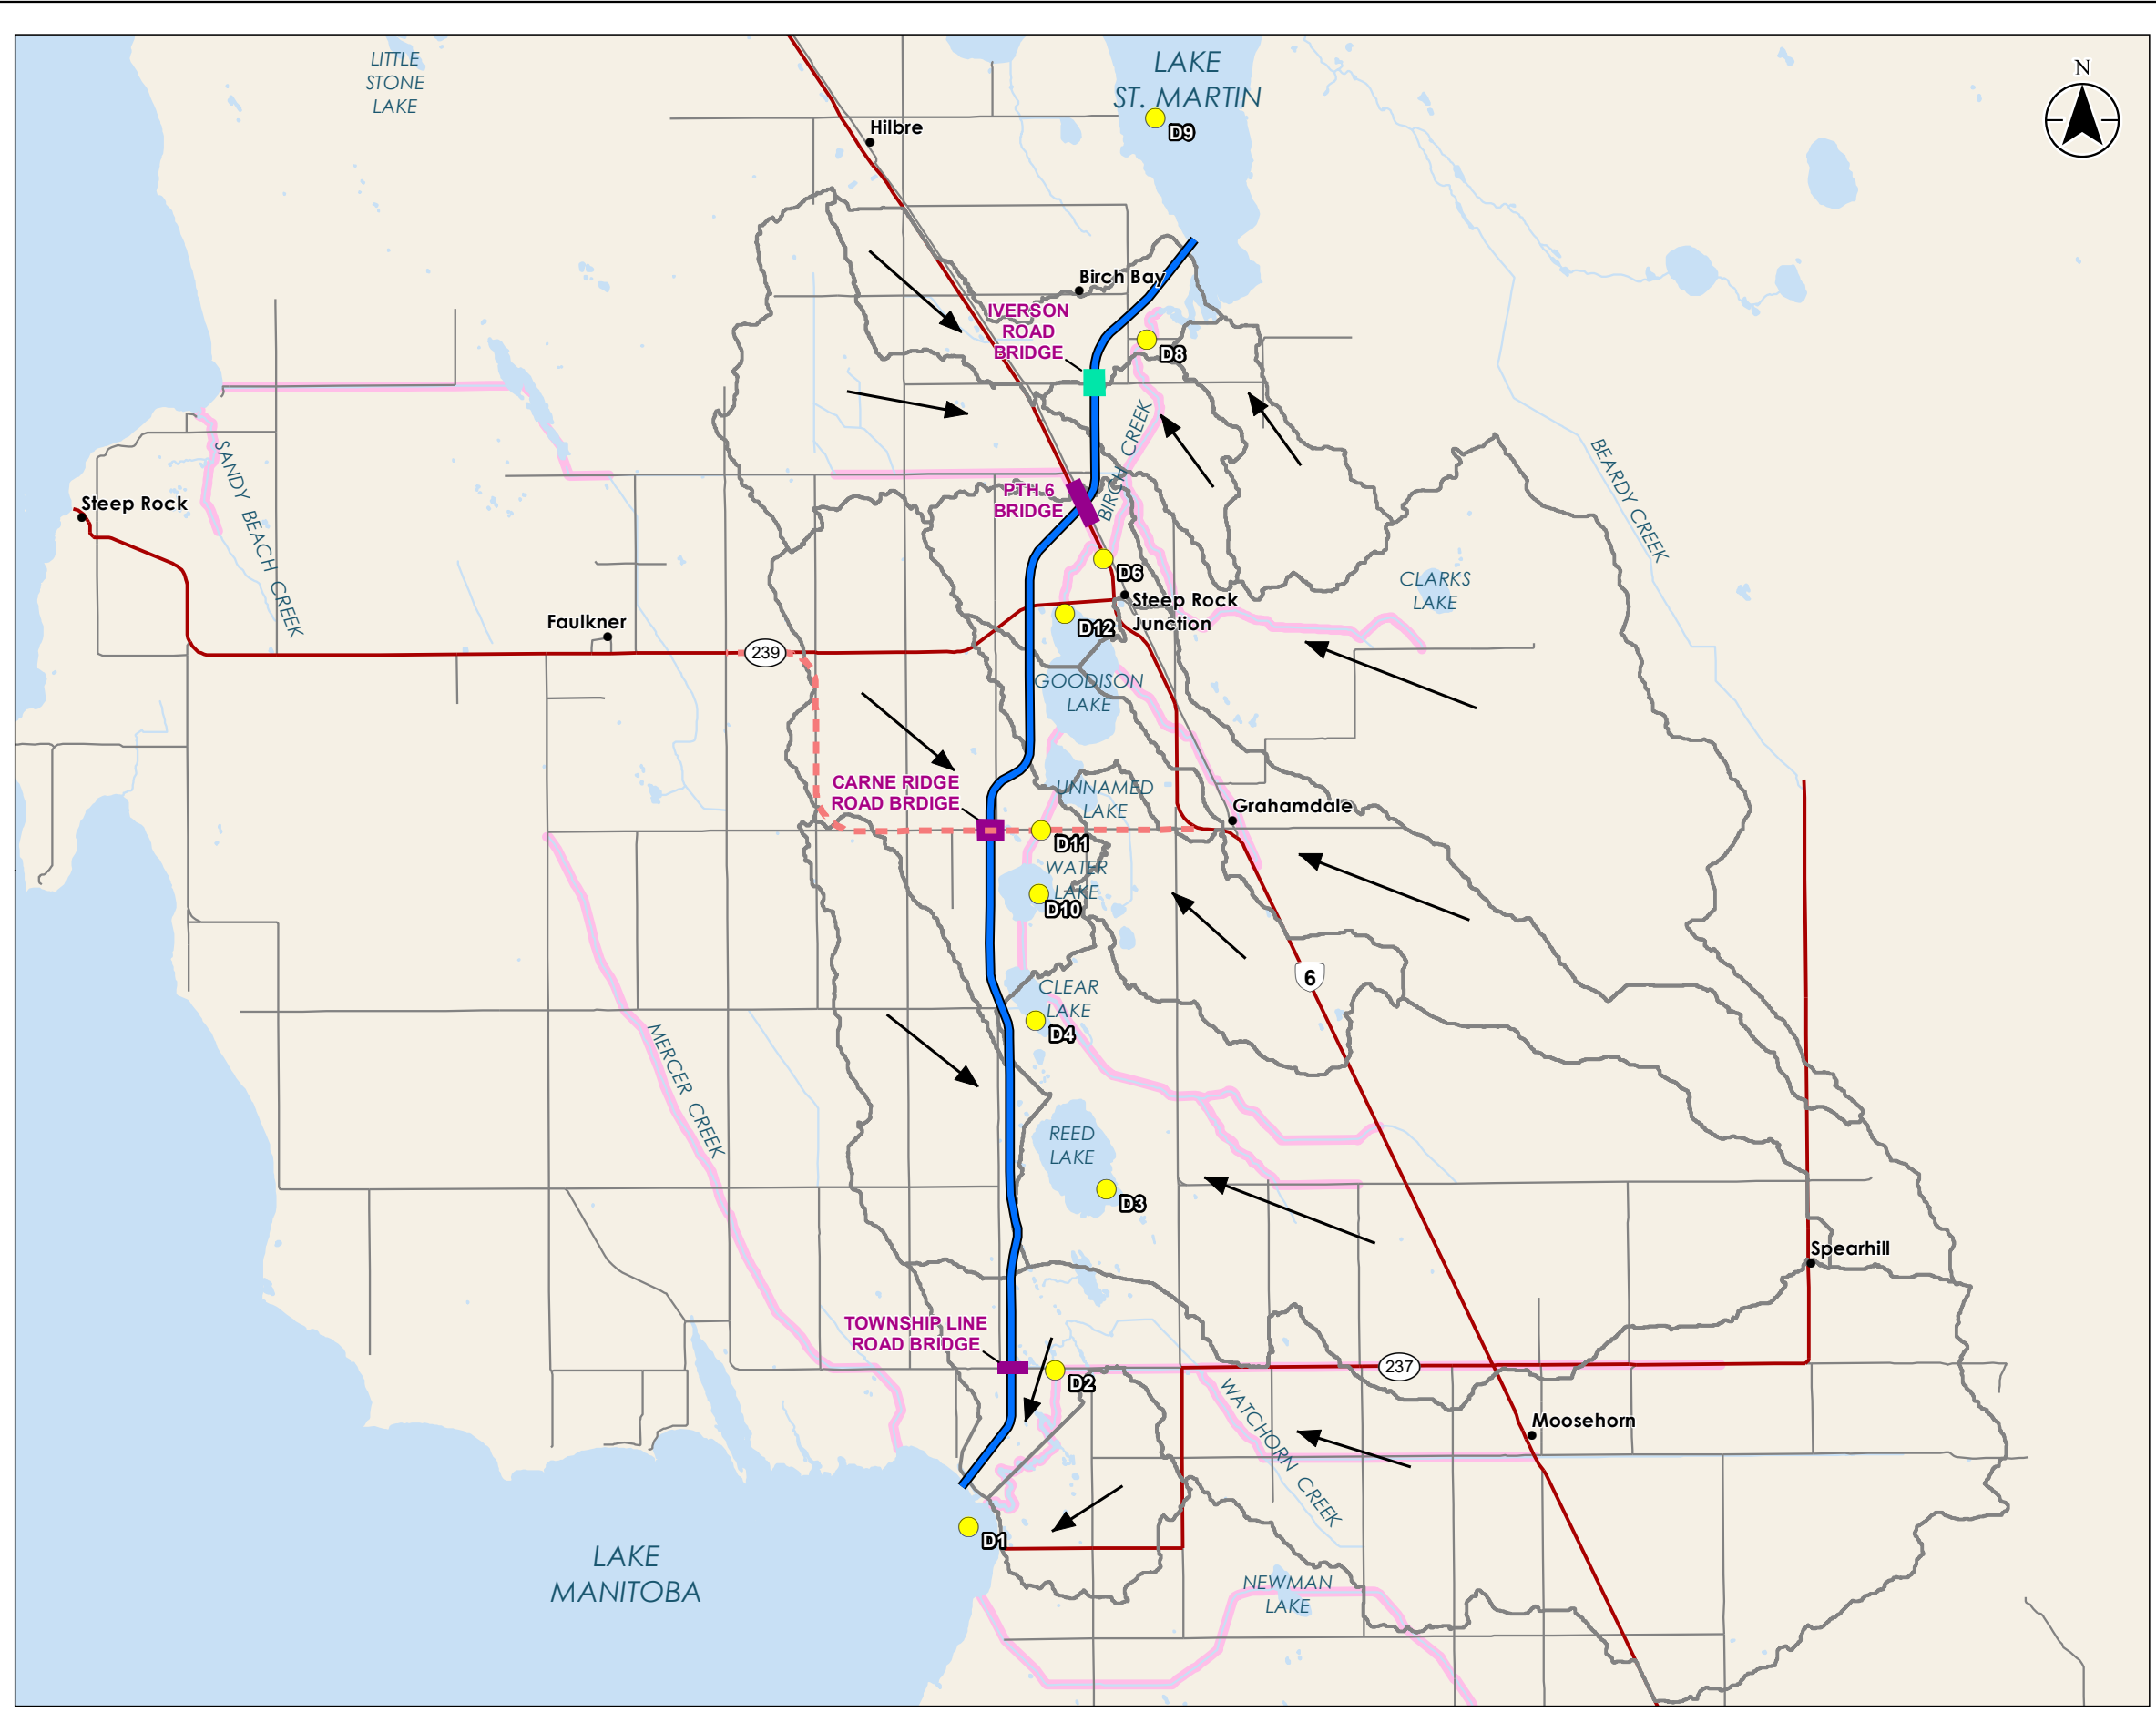 LITTLE
STONE
LAKE
LAKE
ST. MARTIN
N
D9
Hilbre
Birch Bay
IVERSON
ROAD
BRIDGE
D8
BIRCH CREEK
SANDY BEACH CREEK
BEARDY CREEK
Steep Rock
PTH 6
BRIDGE
D6
CLARKS
LAKE
Steep Rock
Junction
Faulkner
D12
239
GOODISON
LAKE
CARNE RIDGE
ROAD BRDIGE
UNNAMED
LAKE
Grahamdale
D11
WATER
LAKE
D10
6
CLEAR
LAKE
D4
MERCER CREEK
REED
LAKE
D3
Spearhill
TOWNSHIP LINE
ROAD BRIDGE
237
D2
WATCHORN CREEK
Moosehorn
D1
LAKE
MANITOBA
NEWMAN
LAKE